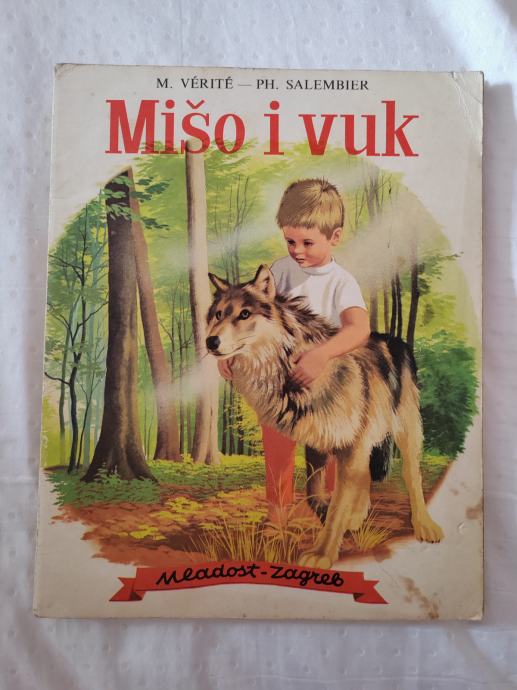 M. VÉRITÉ — PH. SALEMBIER
Mišo i vuk
Mladost-Zagreb